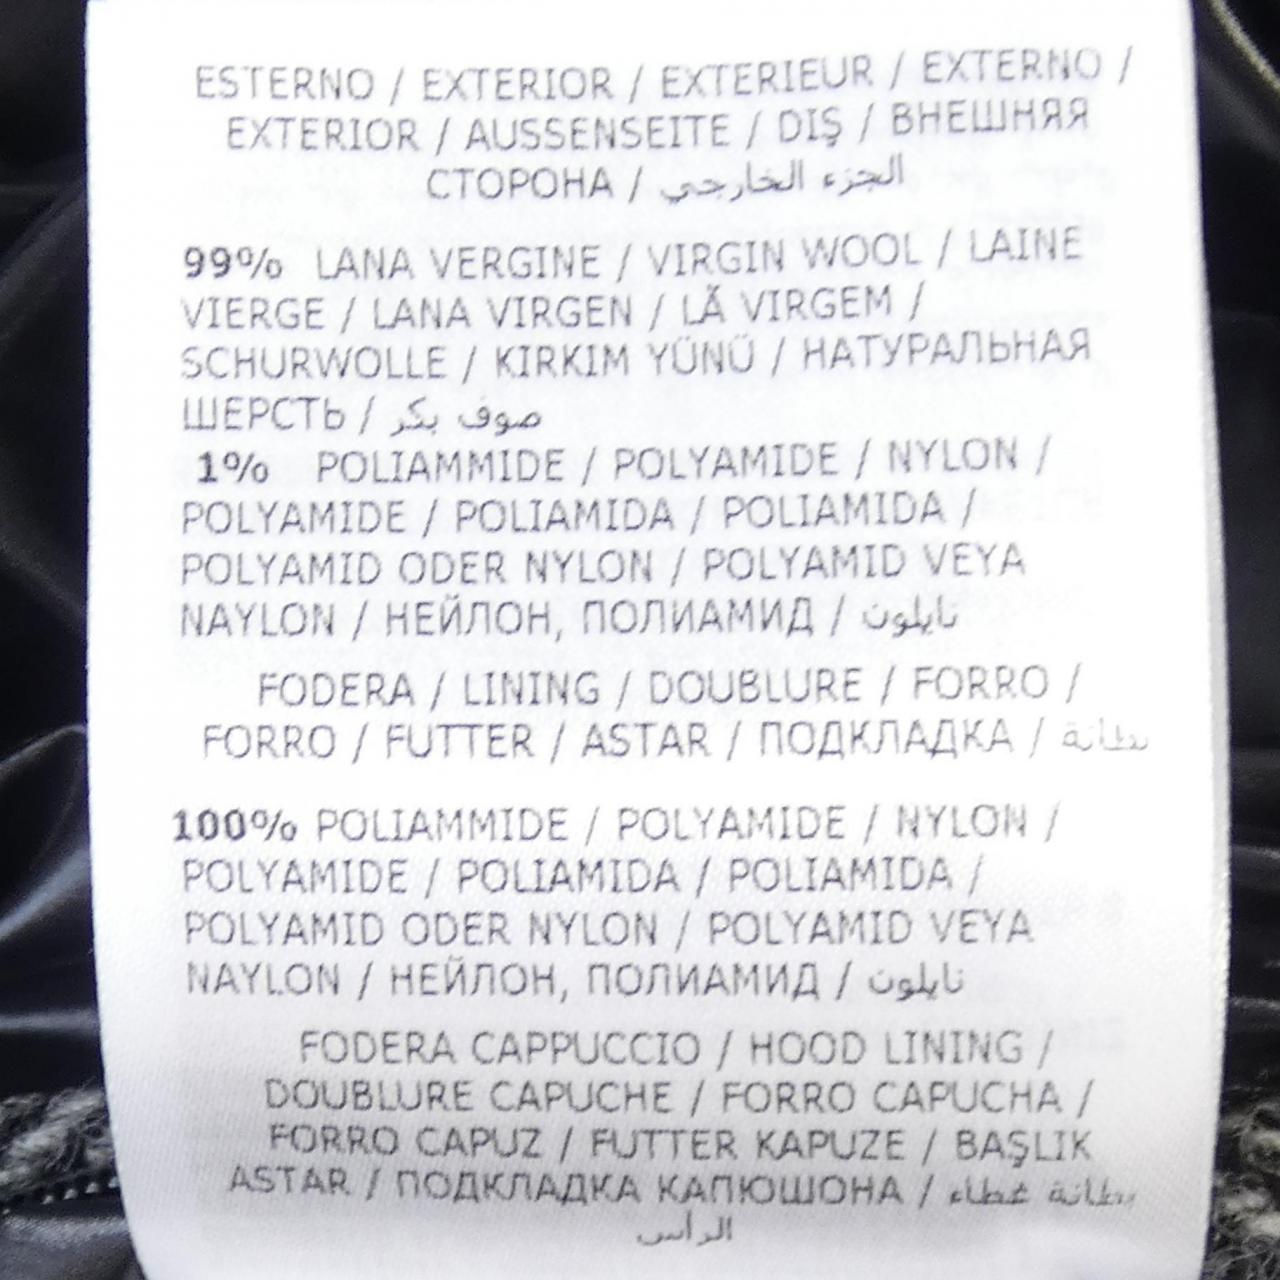 ESTERNO / EXTERIOR / EXTERIEUR / EXTERNO /
EXTERIOR / AUSSENSEITE / DIŞ / ВНЕШНЯЯ
СТОРОНА / الجزء الخارجي
99% LANA VERGINE / VIRGIN WOOL / LAINE
VIERGE / LANA VIRGEN / LÃ VIRGEM /
SCHURWOLLE / KIRKIM YÜNÜ / НАТУРАЛЬНАЯ
ШЕРСТЬ / صوف بكر
1% POLIAMMIDE / POLYAMIDE / NYLON /
POLYAMIDE / POLIAMIDA / POLIAMIDA /
POLYAMID ODER NYLON / POLYAMID VEYA
NAYLON / НЕЙЛОН, ПОЛИАМИД / نايلون
FODERA / LINING / DOUBLURE / FORRO /
FORRO / FUTTER / ASTAR / ПОДКЛАДКА / بطانة
100% POLIAMMIDE / POLYAMIDE / NYLON /
POLYAMIDE / POLIAMIDA / POLIAMIDA /
POLYAMID ODER NYLON / POLYAMID VEYA
NAYLON / НЕЙЛОН, ПОЛИАМИД / نايلون
FODERA CAPPUCCIO / HOOD LINING /
DOUBLURE CAPUCHE / FORRO CAPUCHA /
FORRO CAPUZ / FUTTER KAPUZE / BAŞLIK
ASTAR / ПОДКЛАДКА КАПЮШОНА / بطانة غطاء
الرأس